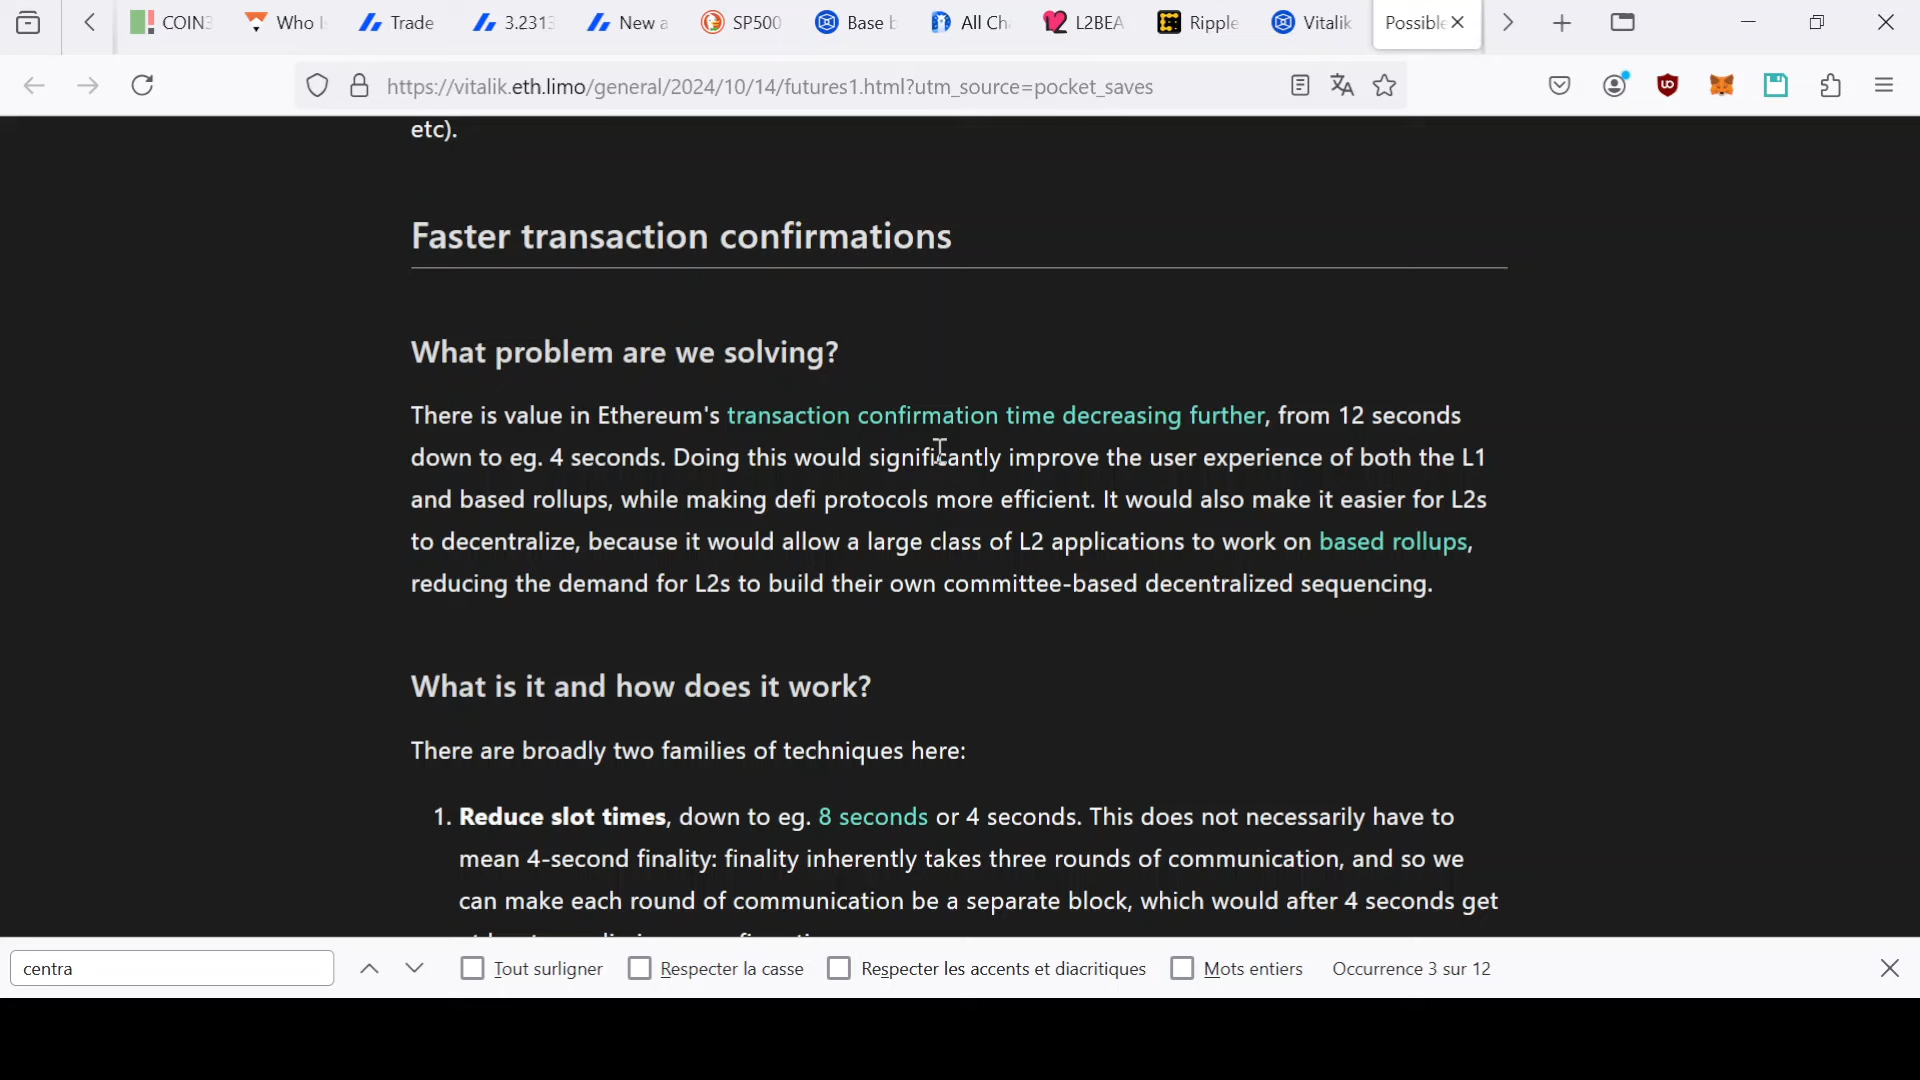 COIN3
Who I
Trade
3.2313
New a
SP500
Base b
All Ch
L2BEA
Ripple
Vitalik
Possible
https://vitalik.eth.limo/general/2024/10/14/futures1.html?utm_source=pocket_saves
etc).
Faster transaction confirmations
What problem are we solving?
There is value in Ethereum's transaction confirmation time decreasing further, from 12 seconds
down to eg. 4 seconds. Doing this would significantly improve the user experience of both the L1
and based rollups, while making defi protocols more efficient. It would also make it easier for L2s
to decentralize, because it would allow a large class of L2 applications to work on based rollups,
reducing the demand for L2s to build their own committee-based decentralized sequencing.
What is it and how does it work?
There are broadly two families of techniques here:
1. Reduce slot times, down to eg. 8 seconds or 4 seconds. This does not necessarily have to
mean 4-second finality: finality inherently takes three rounds of communication, and so we
can make each round of communication be a separate block, which would after 4 seconds get
centra
Tout surligner
Respecter la casse
Respecter les accents et diacritiques
Mots entiers
Occurrence 3 sur 12